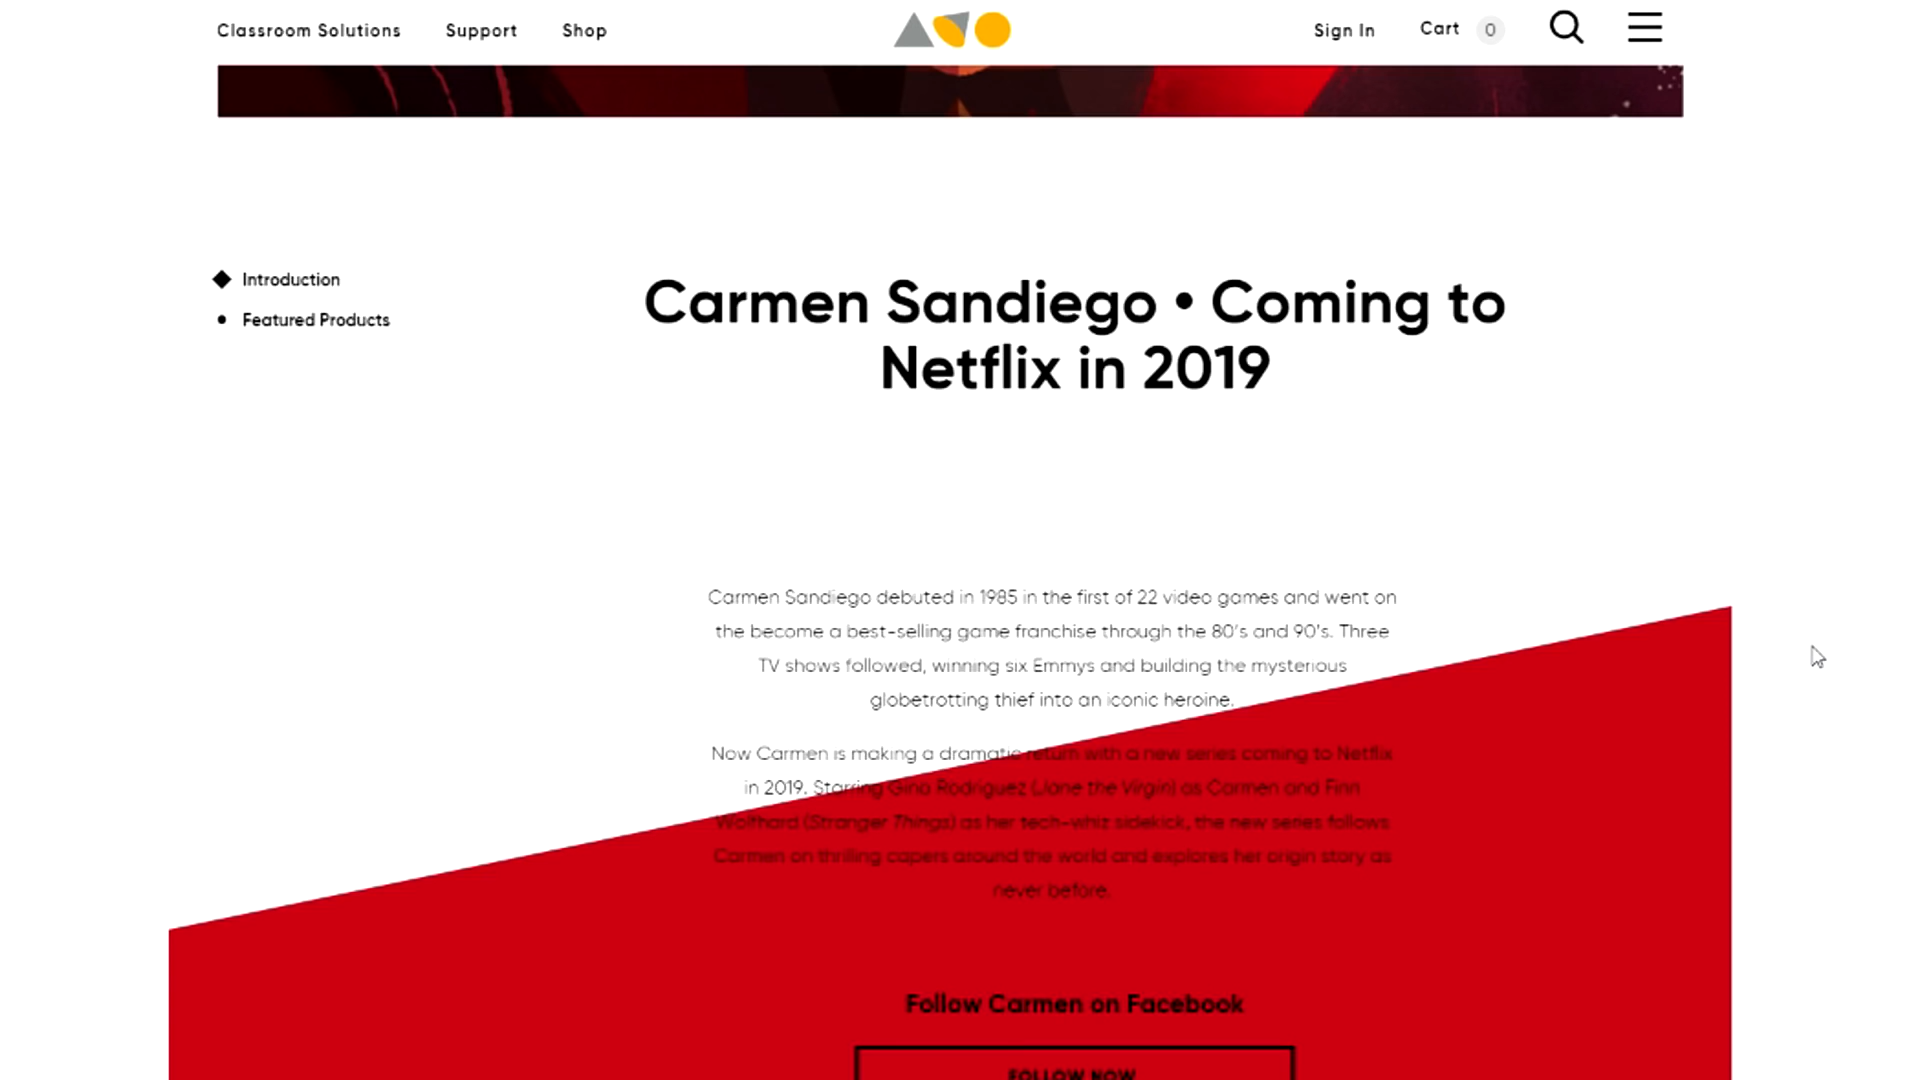 Classroom Solutions Support Shop Sign In Cart 0
Introduction
Featured Products
Carmen Sandiego • Coming to
Netflix in 2019
Carmen Sandiego debuted in 1985 in the first of 22 video games and went on
the become a best-selling game franchise through the 80's and 90's. Three
TV shows followed, winning six Emmys and building the mysterious
globetrotting thief into an iconic heroine.
Now Carmen is making a dramatic return with a new series coming to Netflix
in 2019. Starring Gina Rodriguez (Jane the Virgin) as Carmen and Finn
Wolfhard (Stranger Things) as her tech-whiz sidekick, the new series follows
Carmen on thrilling capers around the world and explores her origin story as
never before.
Follow Carmen on Facebook
FOLLOW NOW